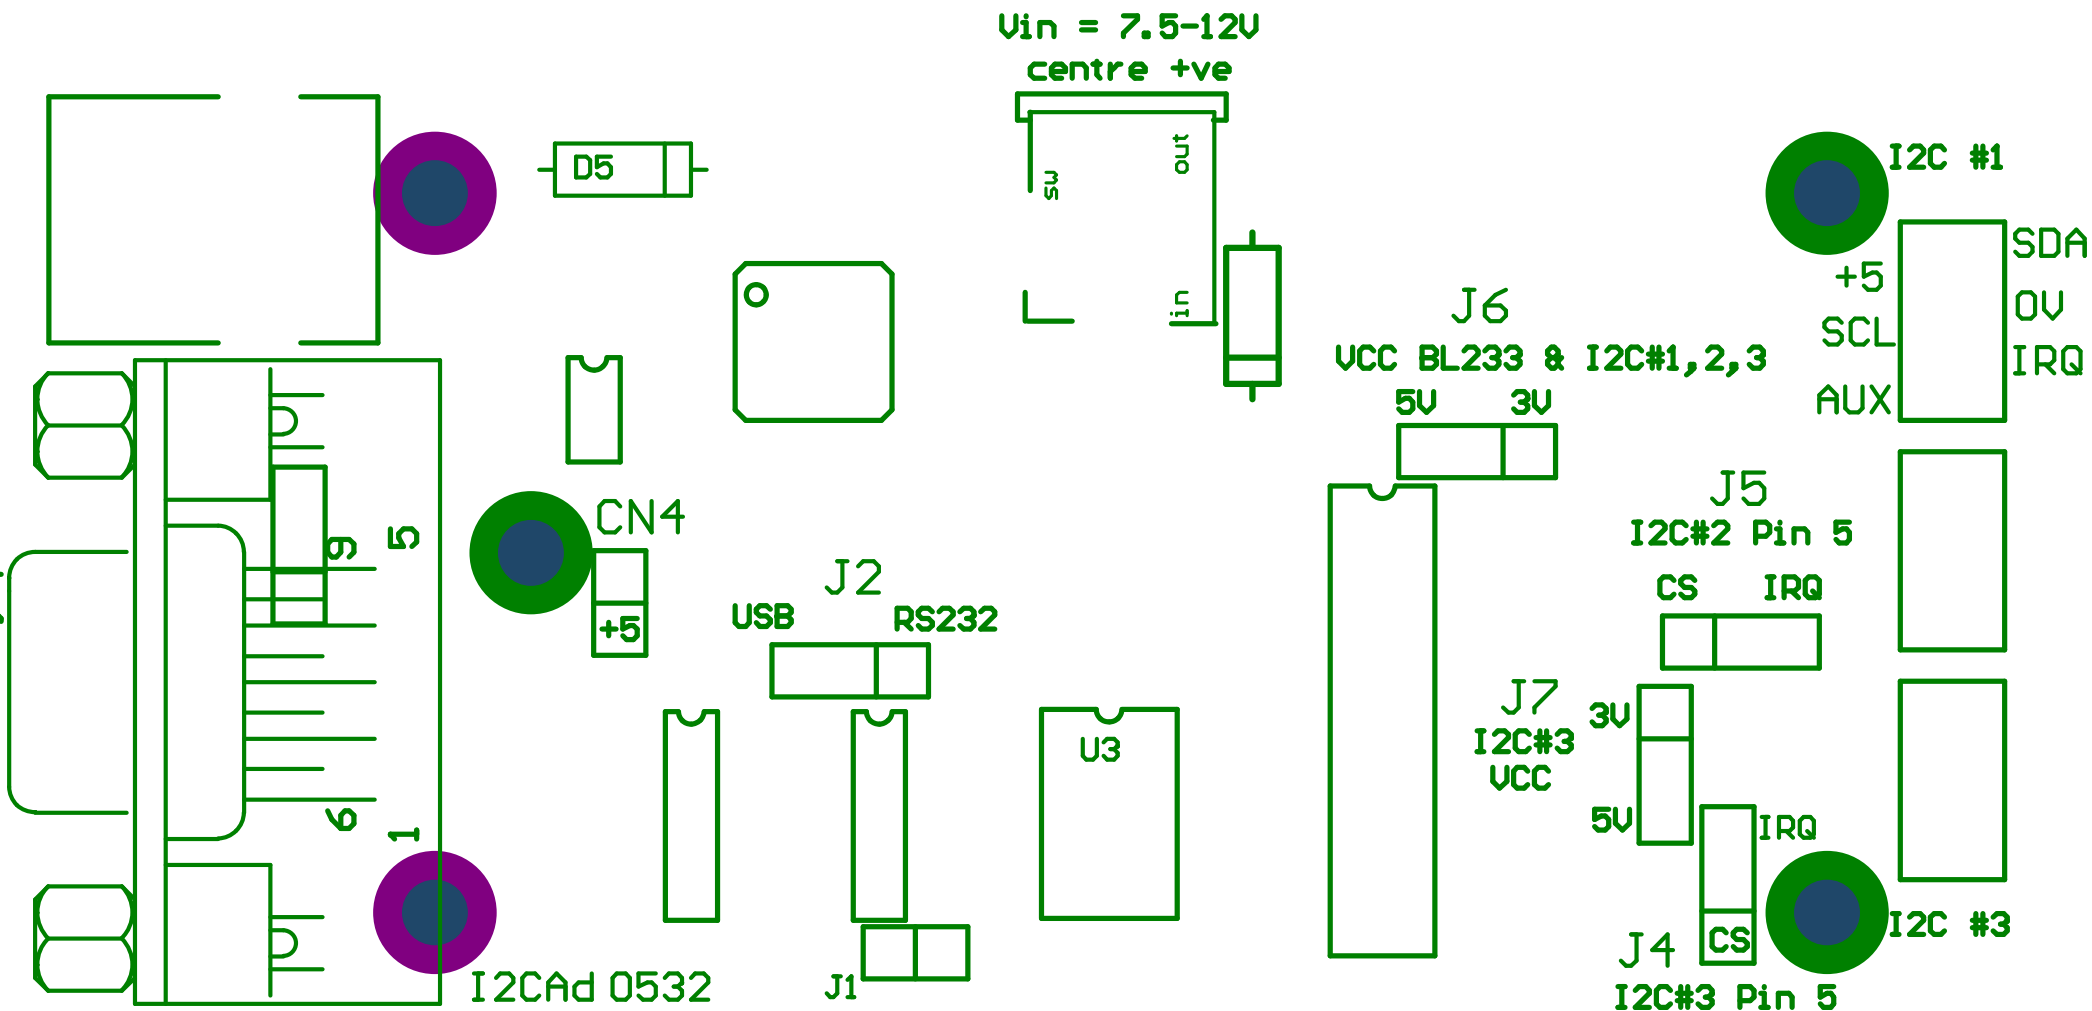 Vin = 7.5-12V
centre +ve
D5
out
sw
in
I2C #1
SDA
+5
0V
SCL
IRQ
AUX
J6
VCC BL233 & I2C#1,2,3
5V 3V
CN4
+5
9
5
J5
I2C#2 Pin 5
CS IRQ
J2
USB RS232
J7
3V
I2C#3
VCC
5V
U3
6
1
IRQ
CS
I2C #3
J4
I2C#3 Pin 5
I2CAd 0532
J1